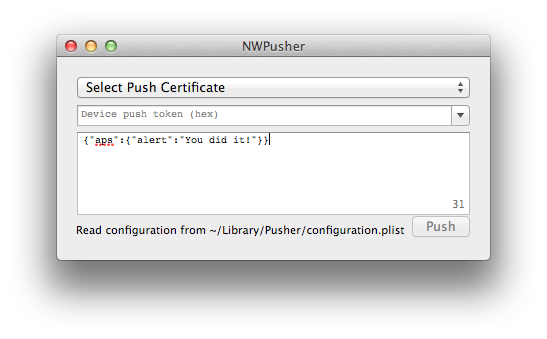 NWPusher
Select Push Certificate
Device push token (hex)
{"aps":{"alert":"You did it!"}}
31
Read configuration from ~/Library/Pusher/configuration.plist
Push